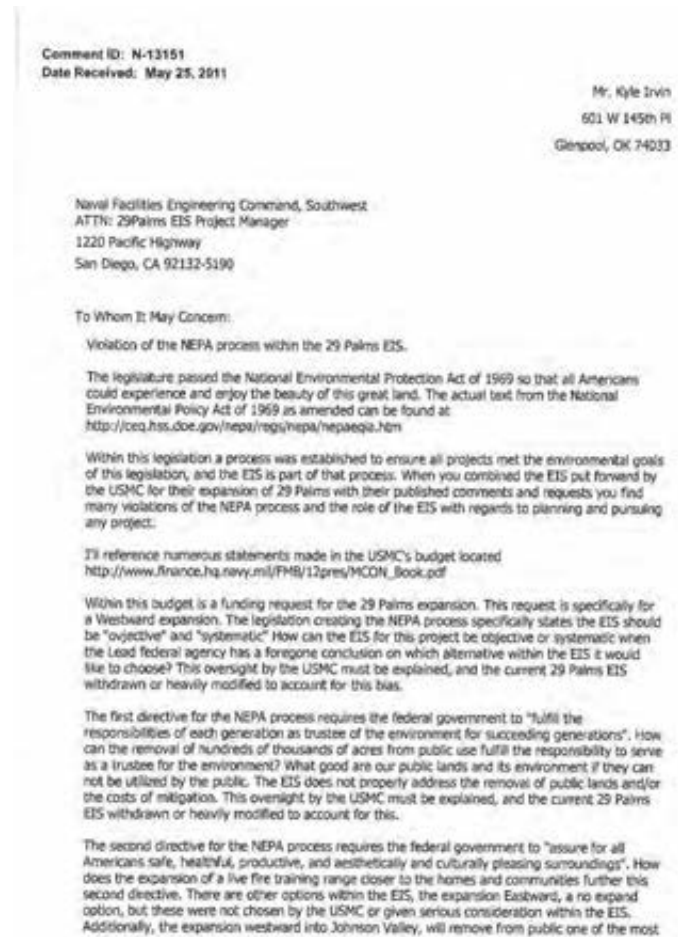 Comment ID: N-13151
Date Received: May 25, 2011
Mr. Kyle Irvin
601 W 145th Pl
Glenpool, OK 74033
Naval Facilities Engineering Command, Southwest
ATTN: 29Palms EIS Project Manager
1220 Pacific Highway
San Diego, CA 92132-5190
To Whom It May Concern:
Violation of the NEPA process within the 29 Palms EIS.
The legislature passed the National Environmental Protection Act of 1969 so that all Americans
could experience and enjoy the beauty of this great land. The actual text from the National
Environmental Policy Act of 1969 as amended can be found at
http://ceq.hss.doe.gov/nepa/regs/nepa/nepaeqia.htm
Within this legislation a process was established to ensure all projects met the environmental goals
of this legislation, and the EIS is part of that process. When you combined the EIS put forward by
the USMC for their expansion of 29 Palms with their published comments and requests you find
many violations of the NEPA process and the role of the EIS with regards to planning and pursuing
any project.
I'll reference numerous statements made in the USMC's budget located
http://www.finance.hq.navy.mil/FMB/12pres/MCON_Book.pdf
Within this budget is a funding request for the 29 Palms expansion. This request is specifically for
a Westward expansion. The legislation creating the NEPA process specifically states the EIS should
be "ovjective" and "systematic" How can the EIS for this project be objective or systematic when
the Lead federal agency has a foregone conclusion on which alternative within the EIS it would
like to choose? This oversight by the USMC must be explained, and the current 29 Palms EIS
withdrawn or heavily modified to account for this bias.
The first directive for the NEPA process requires the federal government to "fulfill the
responsibilities of each generation as trustee of the environment for succeeding generations". How
can the removal of hundreds of thousands of acres from public use fulfill the responsibility to serve
as a trustee for the environment? What good are our public lands and its environment if they can
not be utilized by the public. The EIS does not properly address the removal of public lands and/or
the costs of mitigation. This oversight by the USMC must be explained, and the current 29 Palms
EIS withdrawn or heavily modified to account for this.
The second directive for the NEPA process requires the federal government to "assure for all
Americans safe, healthful, productive, and aesthetically and culturally pleasing surroundings". How
does the expansion of a live fire training range closer to the homes and communities further this
second directive. There are other options within the EIS, the expansion Eastward, a no expand
option, but these were not chosen by the USMC or given serious consideration within the EIS.
Additionally, the expansion westward into Johnson Valley, will remove from public one of the most